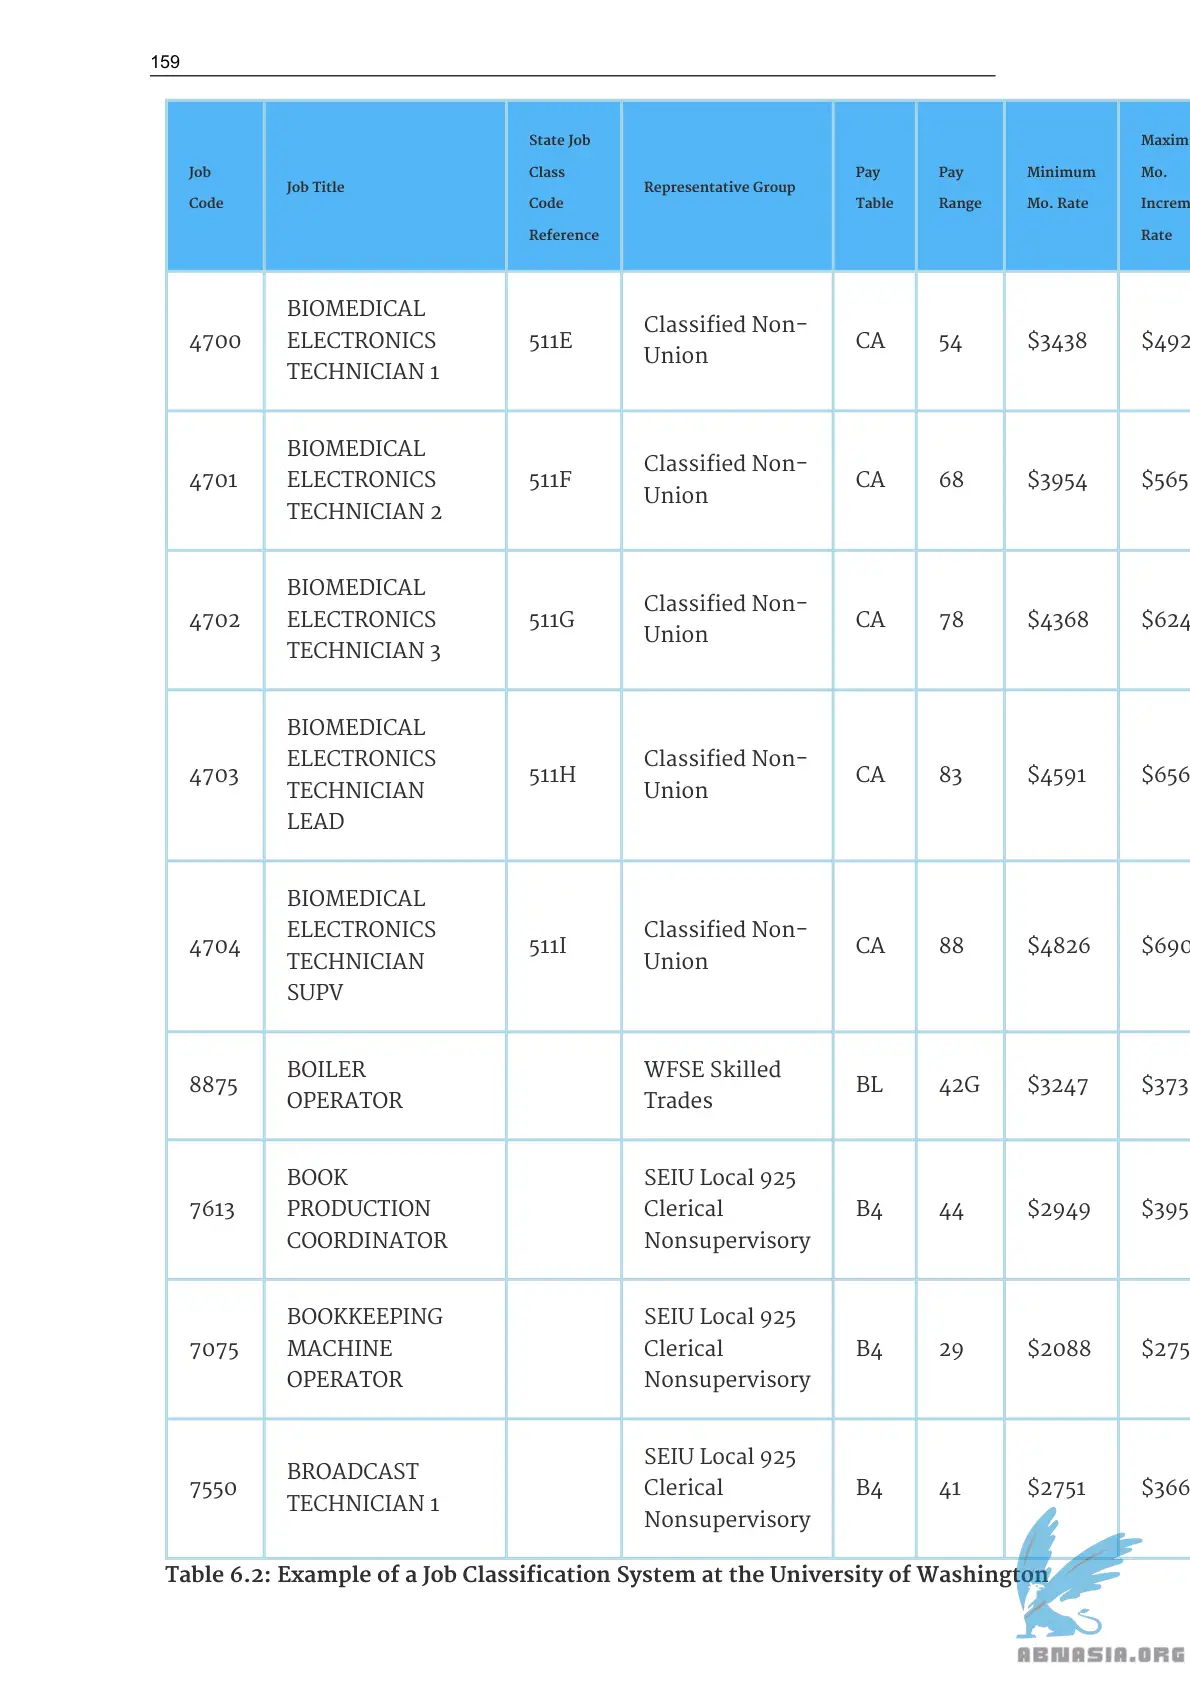 159
Job
Code
Job Title
State Job
Class
Code
Reference
Representative Group
Pay
Table
Pay
Range
Minimum
Mo. Rate
Maxim
Mo.
Increm
Rate
4700
BIOMEDICAL
ELECTRONICS
TECHNICIAN 1
511E
Classified Non-
Union
CA
54
$3438
$492
4701
BIOMEDICAL
ELECTRONICS
TECHNICIAN 2
511F
Classified Non-
Union
CA
68
$3954
$565
4702
BIOMEDICAL
ELECTRONICS
TECHNICIAN 3
511G
Classified Non-
Union
CA
78
$4368
$624
4703
BIOMEDICAL
ELECTRONICS
TECHNICIAN
LEAD
511H
Classified Non-
Union
CA
83
$4591
$656
4704
BIOMEDICAL
ELECTRONICS
TECHNICIAN
SUPV
511I
Classified Non-
Union
CA
88
$4826
$690
8875
BOILER
OPERATOR
WFSE Skilled
Trades
BL
42G
$3247
$373
7613
BOOK
PRODUCTION
COORDINATOR
SEIU Local 925
Clerical
Nonsupervisory
B4
44
$2949
$395
7075
BOOKKEEPING
MACHINE
OPERATOR
SEIU Local 925
Clerical
Nonsupervisory
B4
29
$2088
$275
7550
BROADCAST
TECHNICIAN 1
SEIU Local 925
Clerical
Nonsupervisory
B4
41
$2751
$366
Table 6.2: Example of a Job Classification System at the University of Washington
ABNASIA.ORG